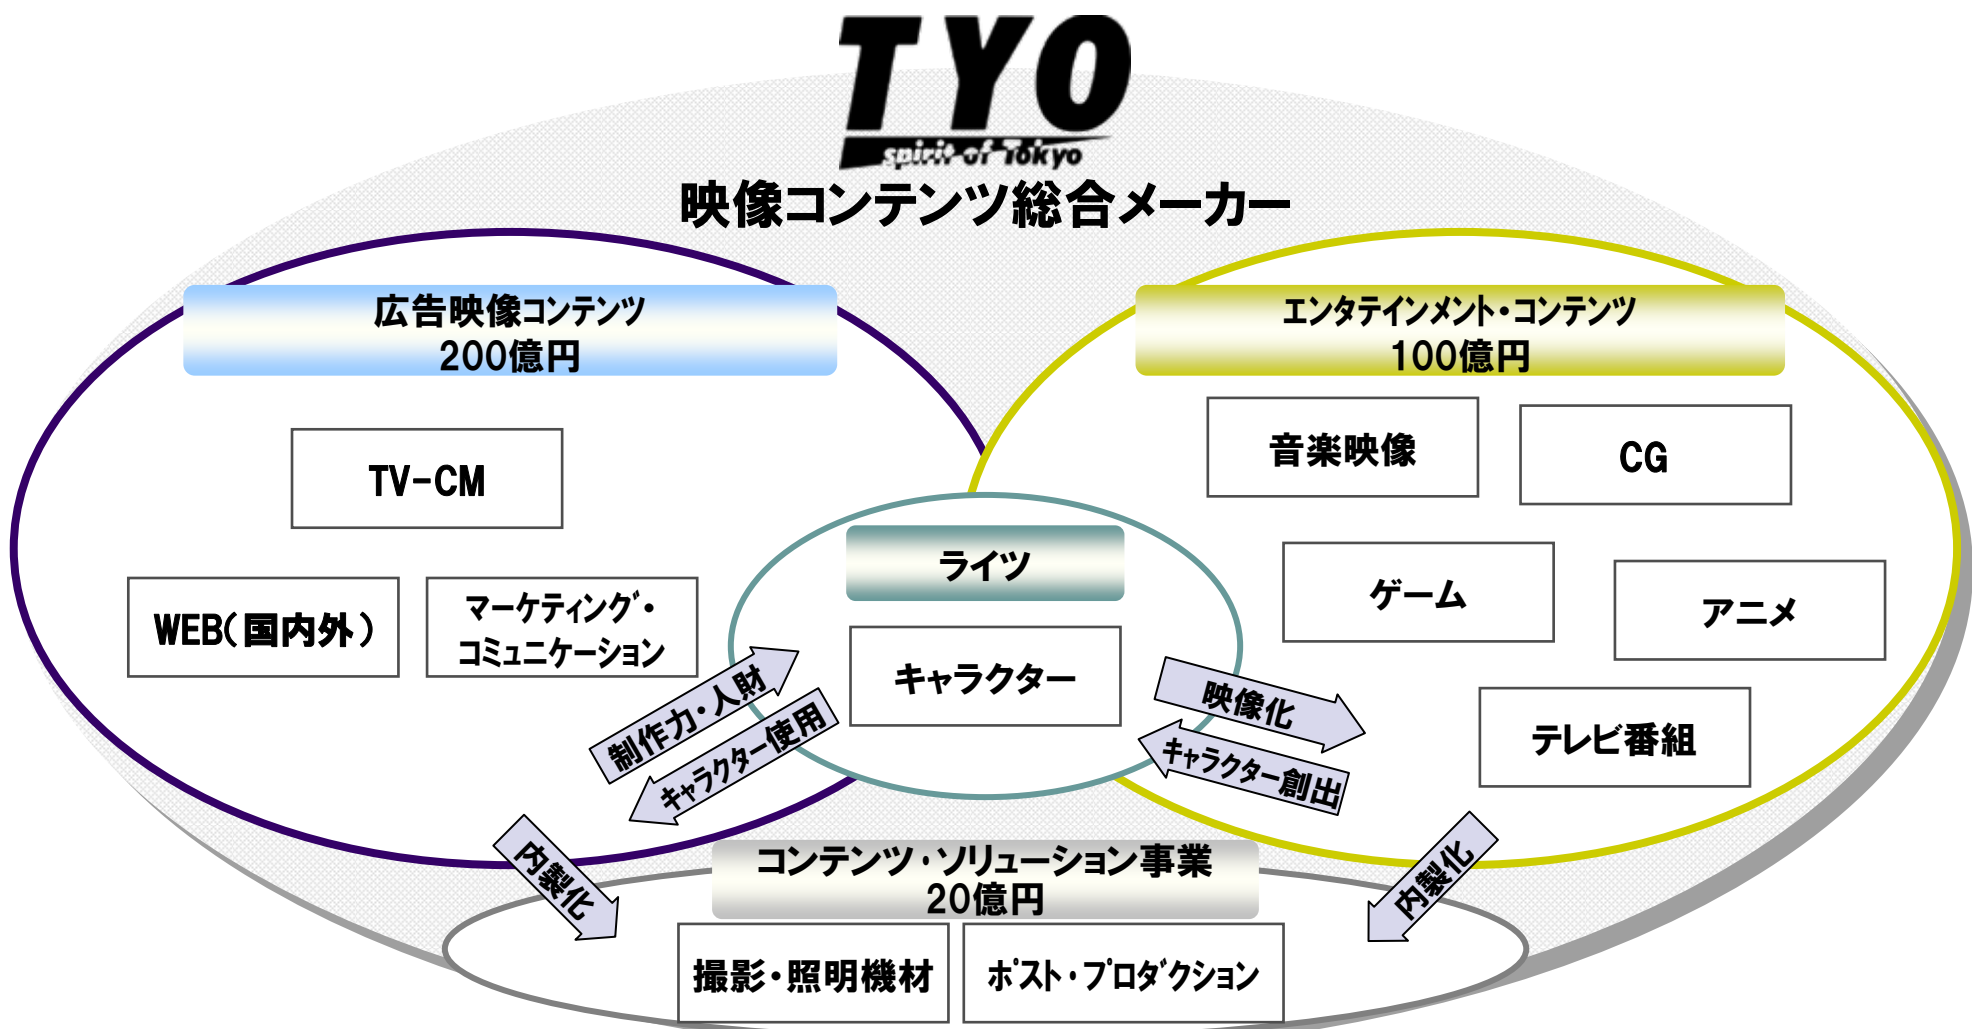 TYO
spirit of Tokyo
映像コンテンツ総合メーカー
広告映像コンテンツ
200億円
エンタテインメント・コンテンツ
100億円
TV-CM
音楽映像
CG
ライツ
WEB(国内外)
マーケティング・
コミュニケーション
ゲーム
アニメ
キャラクター
テレビ番組
制作力・人財
キャラクター使用
映像化
キャラクター創出
内製化
内製化
コンテンツ・ソリューション事業
20億円
撮影・照明機材
ポスト・プロダクション